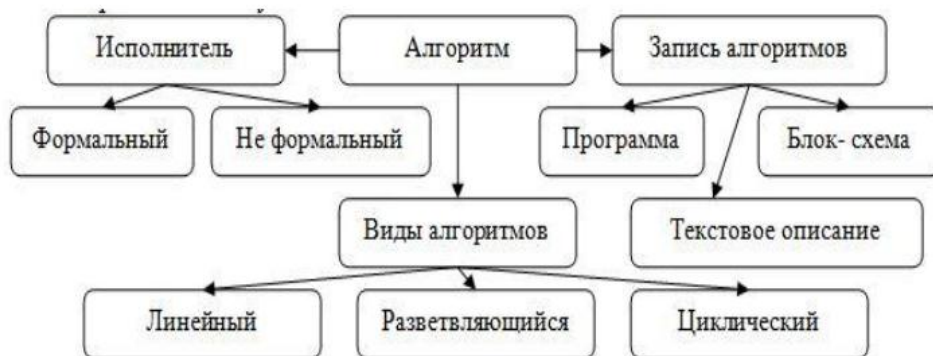 Исполнитель
Алгоритм
Запись алгоритмов
Формальный
Не формальный
Программа
Блок- схема
Виды алгоритмов
Текстовое описание
Линейный
Разветвляющийся
Циклический